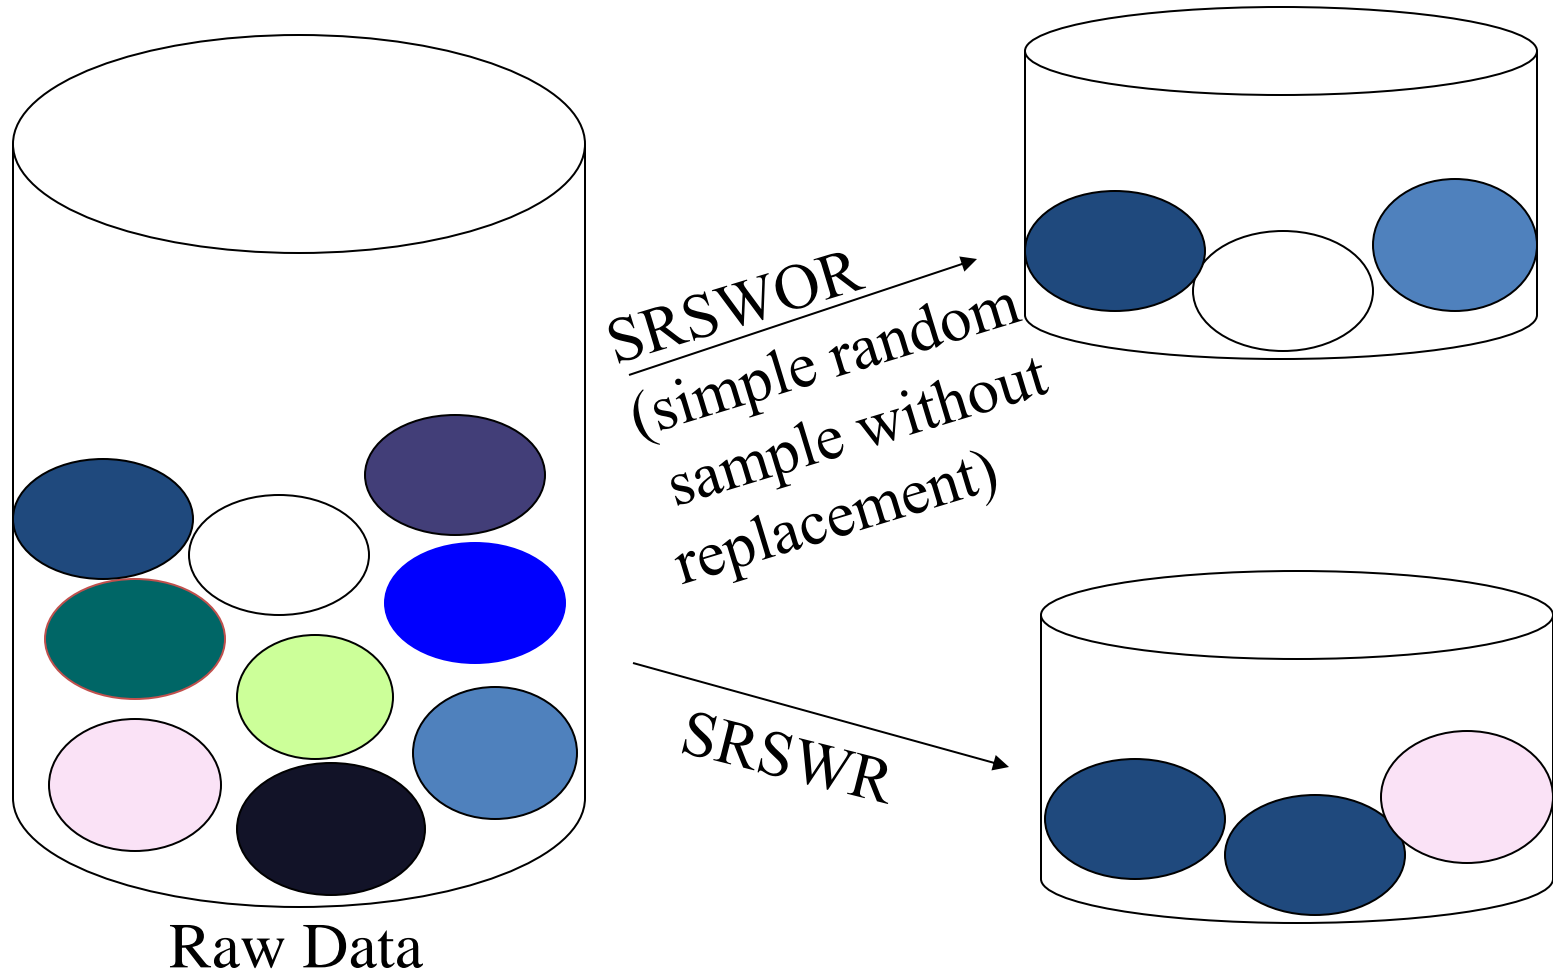 SRSWOR
(simple random
sample without
replacement)
SRSWR
Raw Data